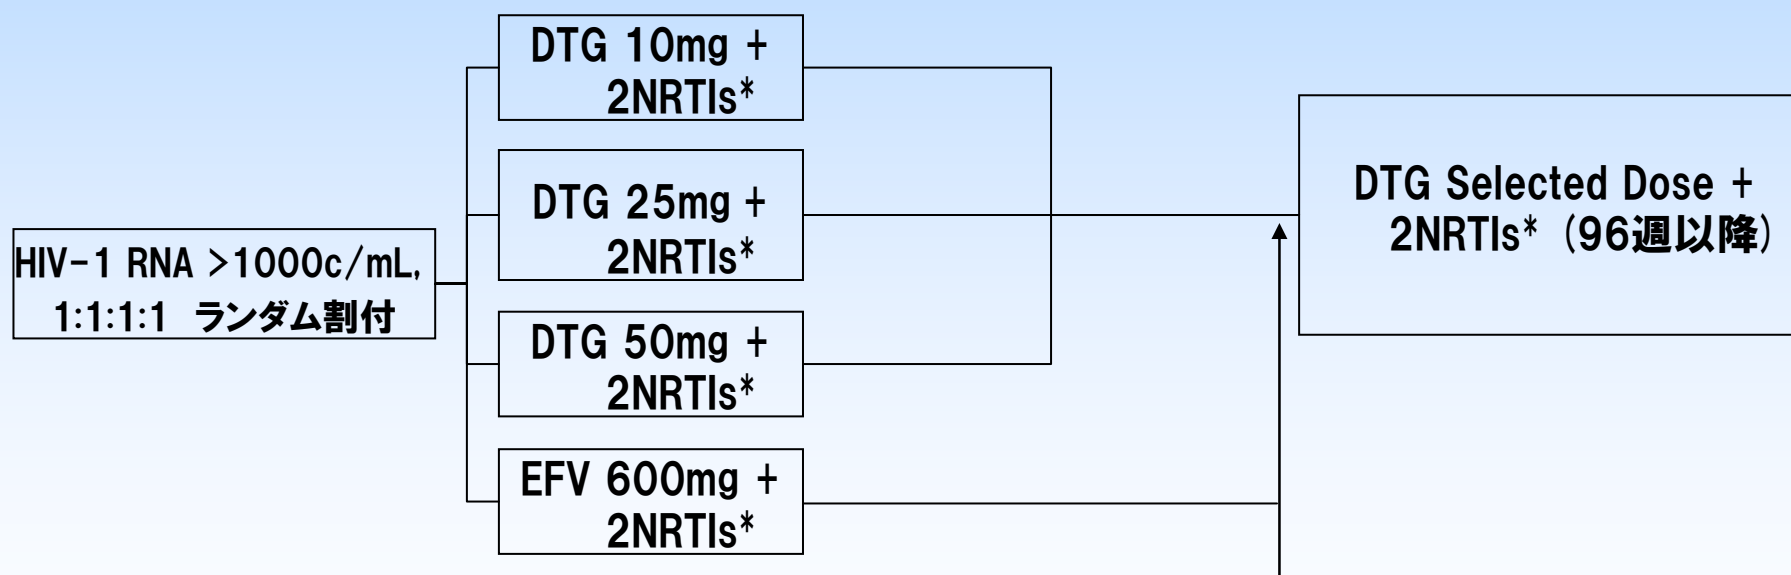 HIV-1 RNA >1000c/mL,
1:1:1:1 ランダム割付
DTG 10mg +
2NRTIs*
DTG 25mg +
2NRTIs*
DTG 50mg +
2NRTIs*
EFV 600mg +
2NRTIs*
DTG Selected Dose +
2NRTIs* (96週以降)